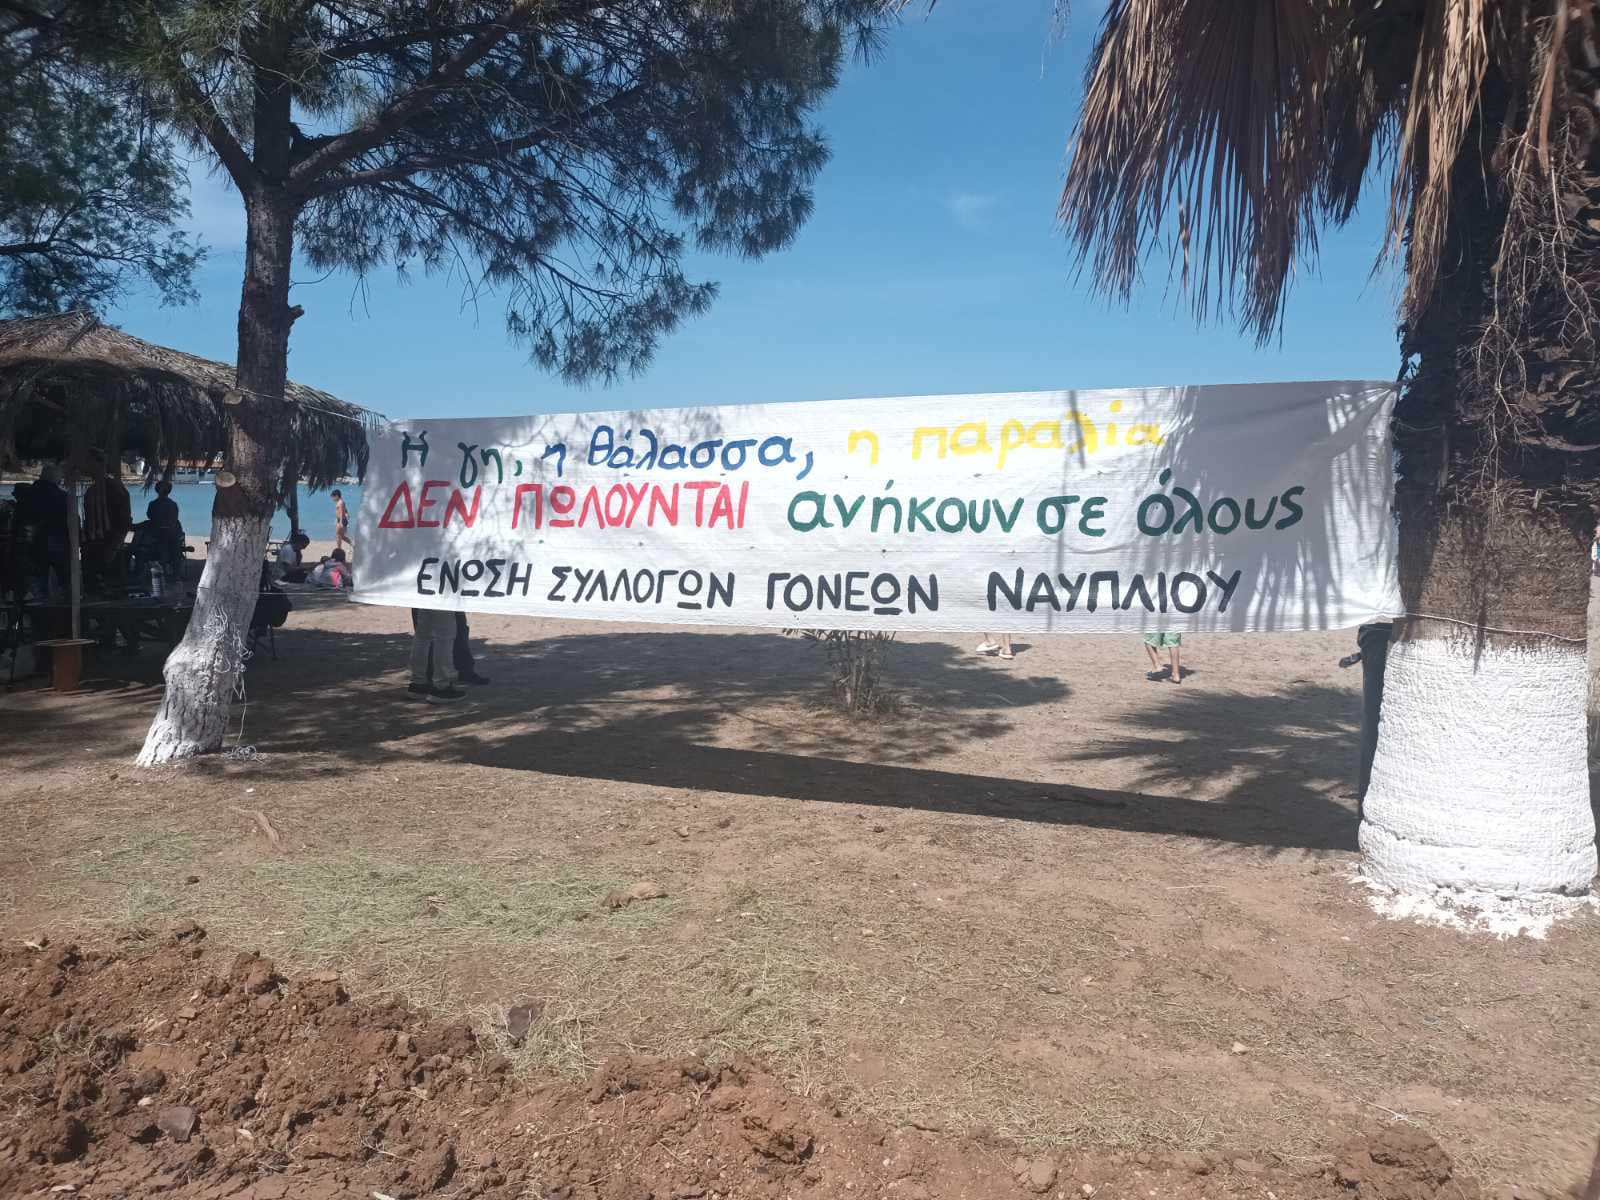 Η γη, η θάλασσα, η παραλία
ΔΕΝ ΠΩΛΟΥΝΤΑΙ ανήκουν σε όλους
ΕΝΩΣΗ ΣΥΛΛΟΓΩΝ ΓΟΝΕΩΝ ΝΑΥΠΛΙΟΥ